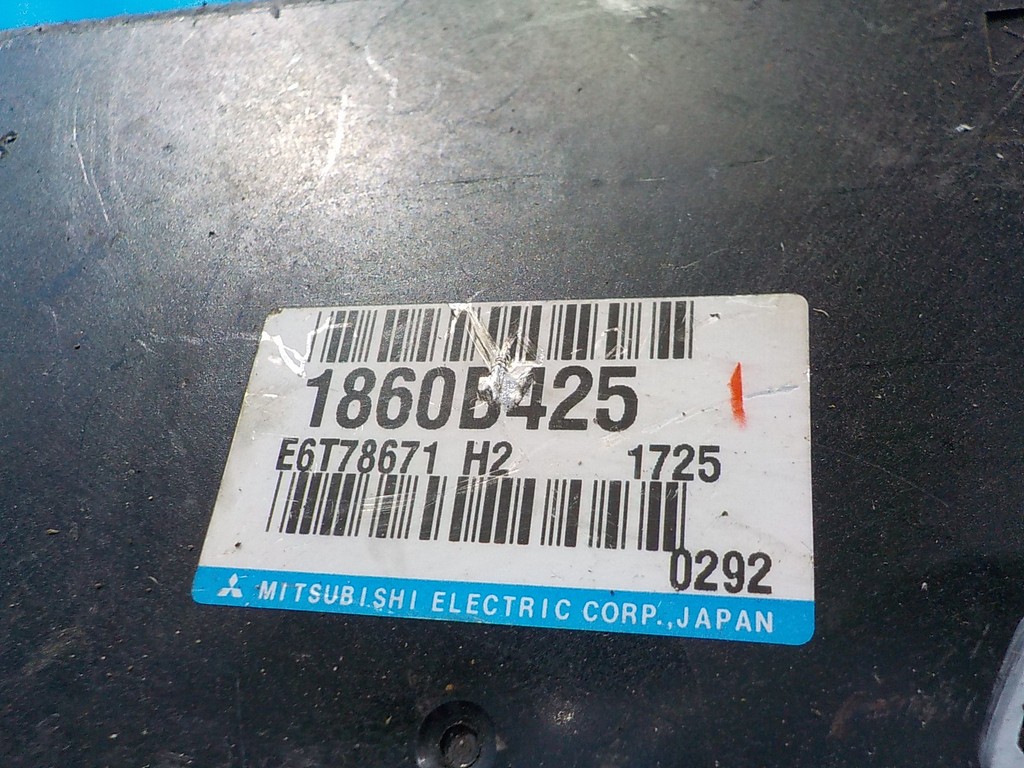 1860B425
E6T78671 H2 1725
0292
MITSUBISHI ELECTRIC CORP.,JAPAN